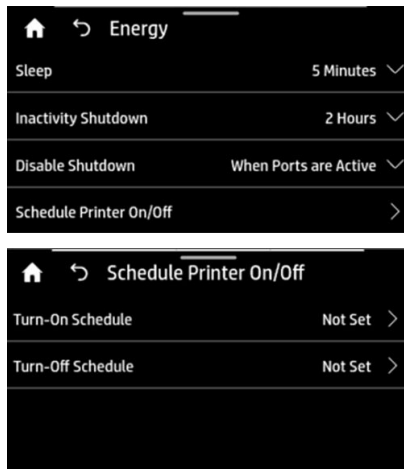 Energy
Sleep 5 Minutes
Inactivity Shutdown 2 Hours
Disable Shutdown When Ports are Active
Schedule Printer On/Off
Schedule Printer On/Off
Turn-On Schedule Not Set
Turn-Off Schedule Not Set